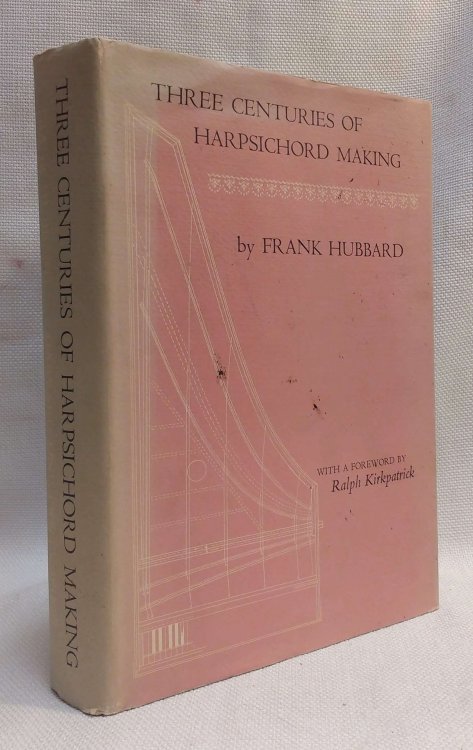 THREE CENTURIES OF HARPSICHORD MAKING
THREE CENTURIES OF
HARPSICHORD MAKING
by FRANK HUBBARD
WITH A FOREWORD BY
Ralph Kirkpatrick